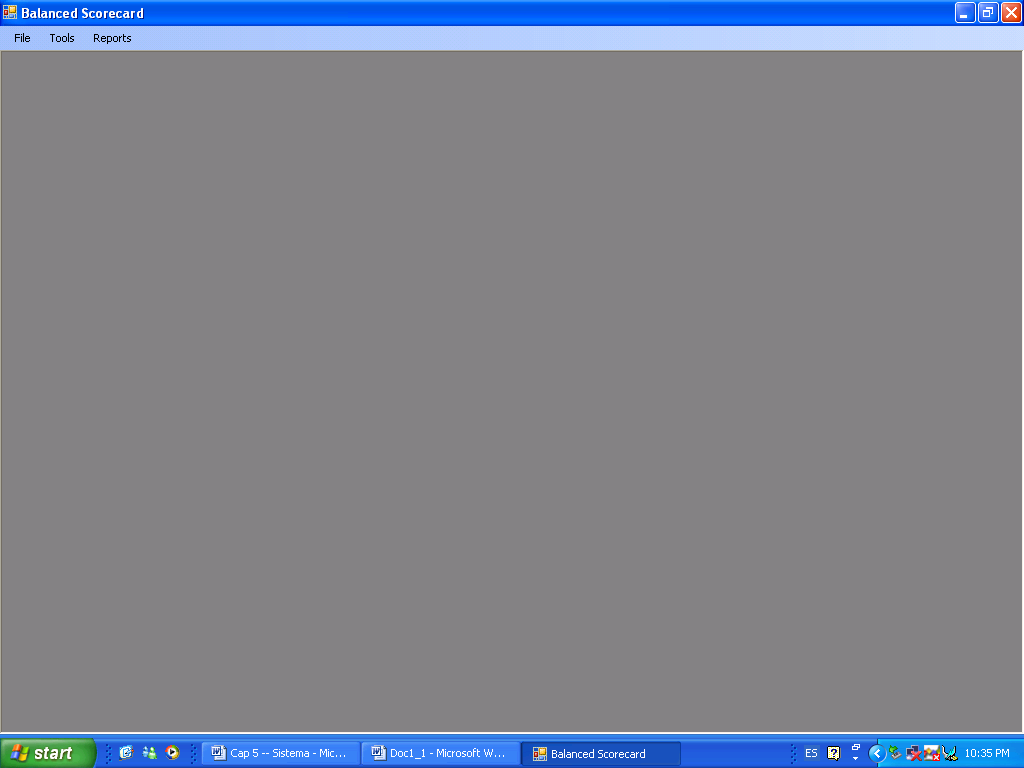 Balanced Scorecard
File Tools Reports
start Cap 5 -- Sistema - Mic... Doc1_1 - Microsoft W... Balanced Scorecard ES 10:35 PM